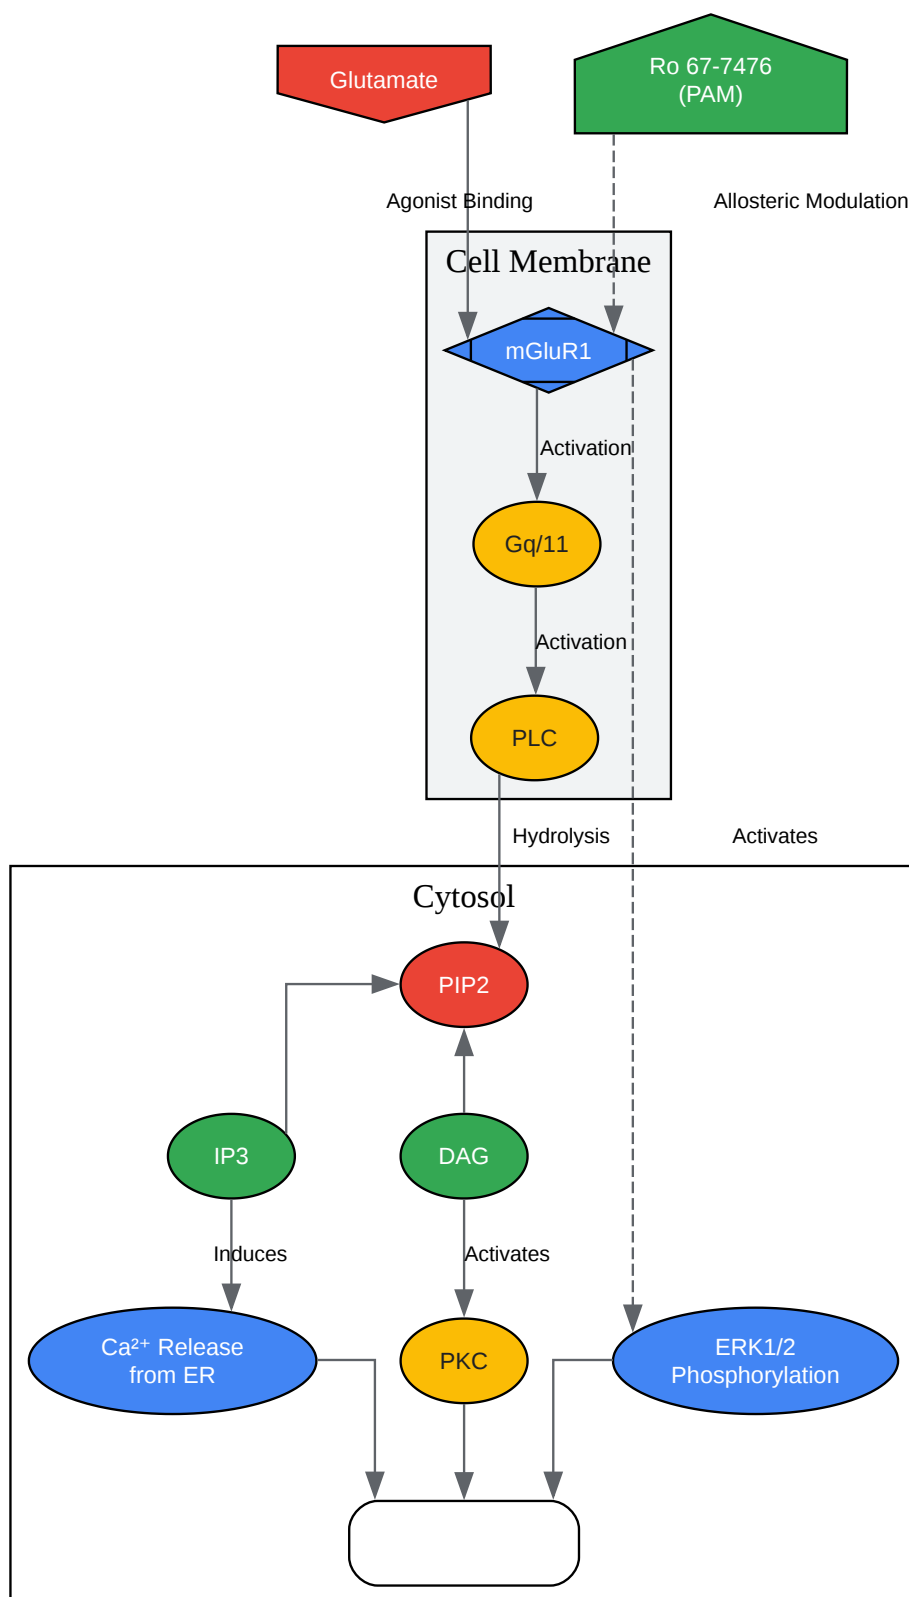 Glutamate
Ro 67-7476
(PAM)
Agonist Binding
Allosteric Modulation
Cell Membrane
mGluR1
Activation
Gq/11
Activation
PLC
Hydrolysis
Activates
Cytosol
PIP2
IP3
DAG
Induces
Activates
Ca²⁺ Release
from ER
PKC
ERK1/2
Phosphorylation